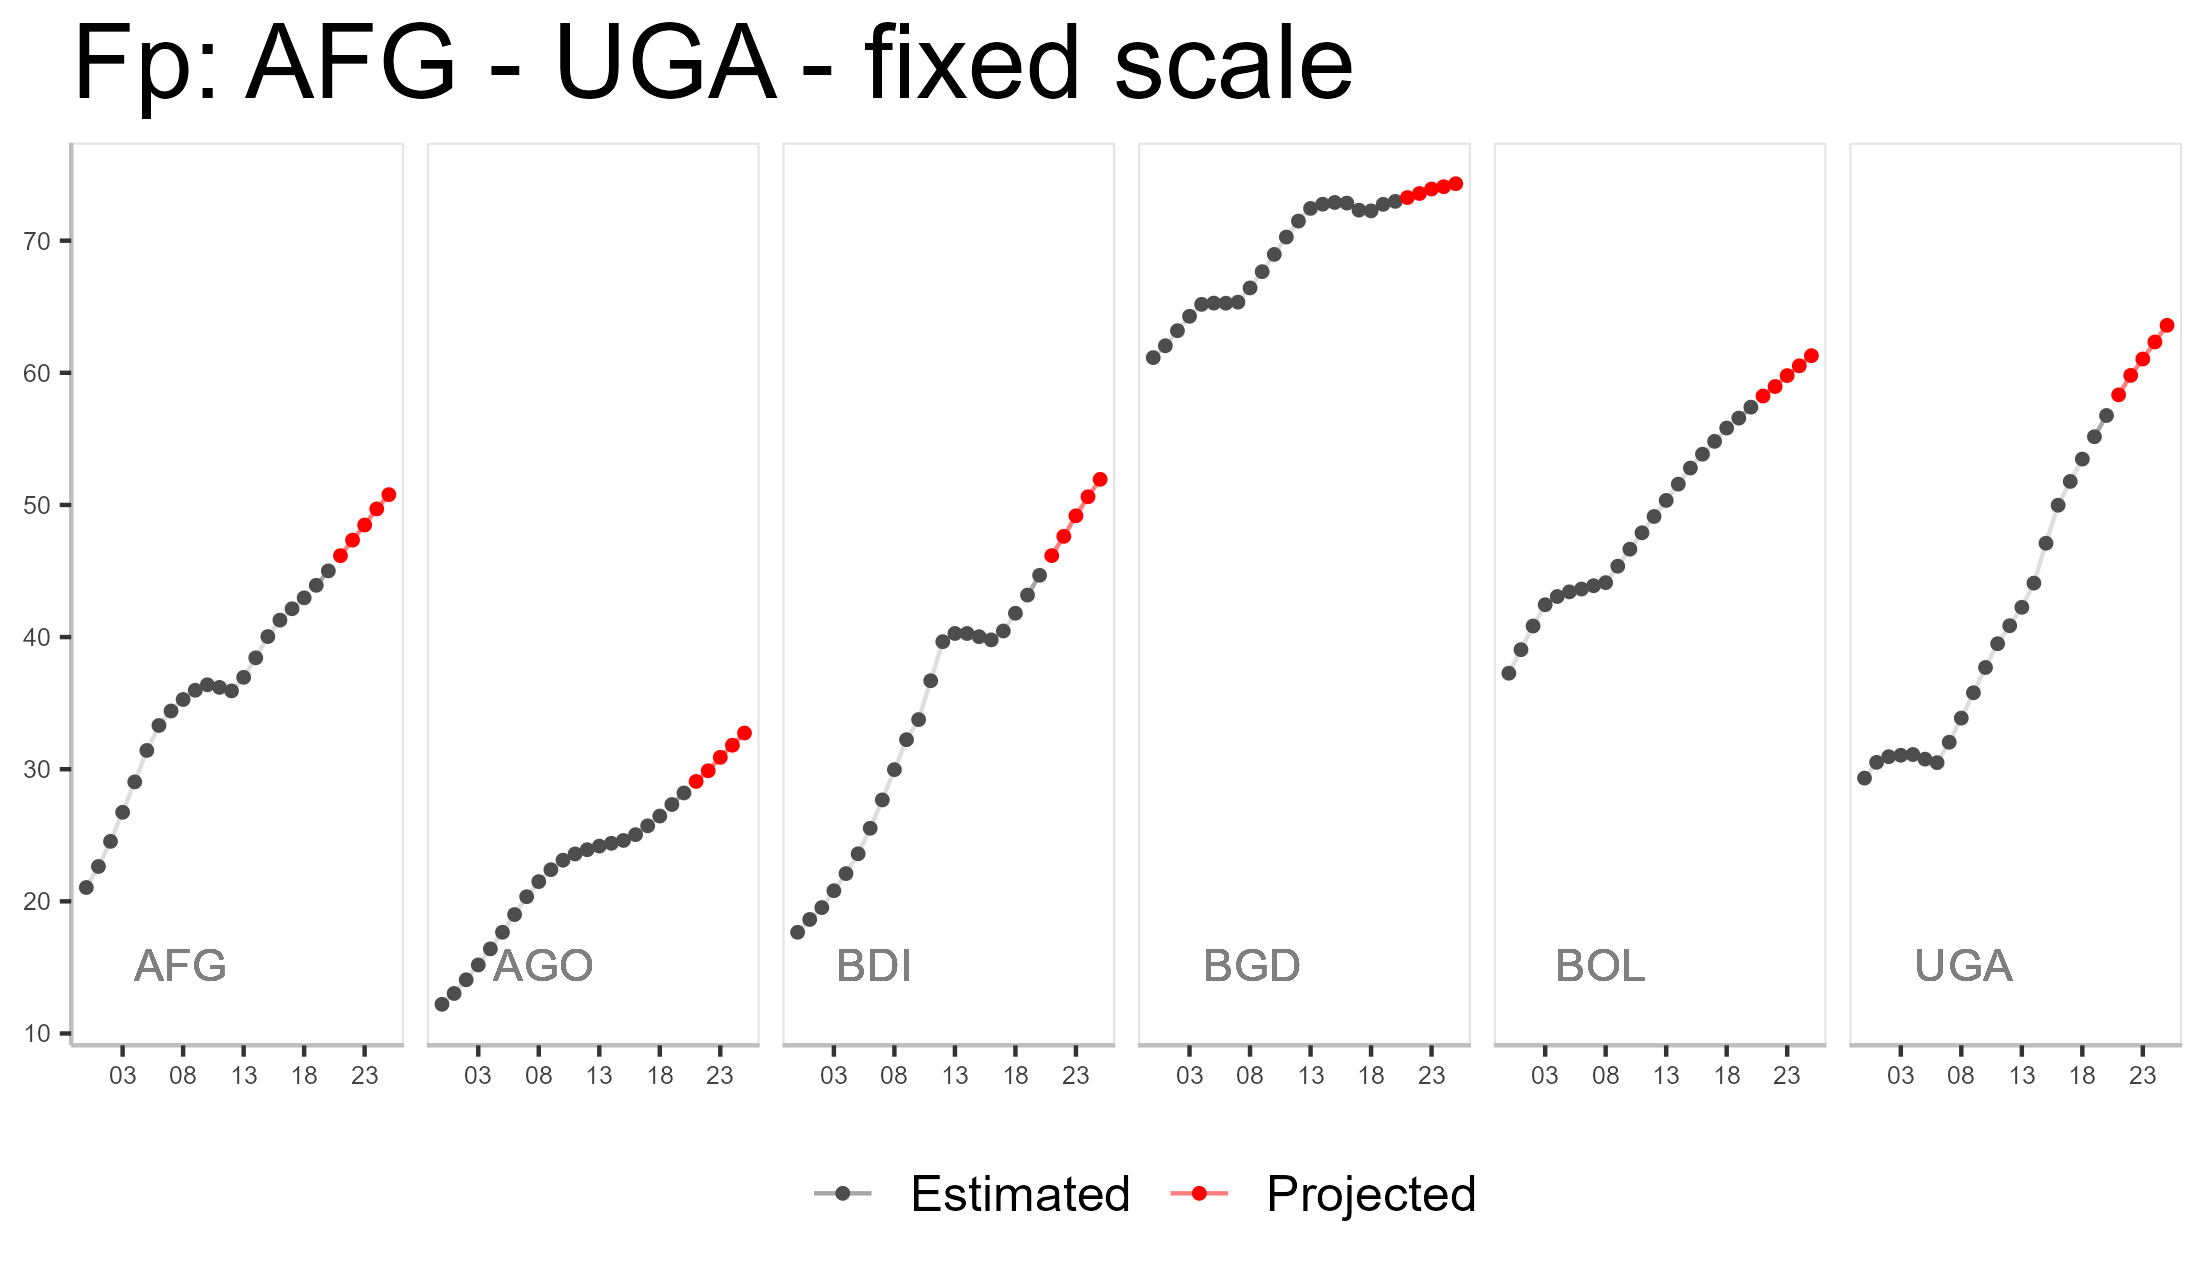 Fp: AFG - UGA - fixed scale
70
60
50
40
30
20
10
AFG AGO BDI BGD BOL UGA
03 08 13 18 23 03 08 13 18 23 03 08 13 18 23 03 08 13 18 23 03 08 13 18 23 03 08 13 18 23
Estimated Projected